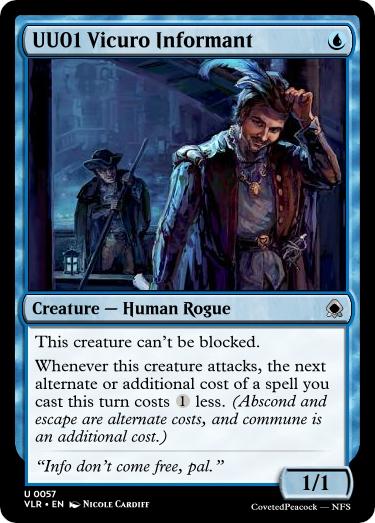 UU01 Vicuro Informant
Creature — Human Rogue
This creature can't be blocked.
Whenever this creature attacks, the next
alternate or additional cost of a spell you
cast this turn costs 1 less. (Abscond and
escape are alternate costs, and commune is
an additional cost.)
“Info don't come free, pal.”
1/1
U 0057
VLR • EN Nicole Cardiff
CovetedPeacock — NFS